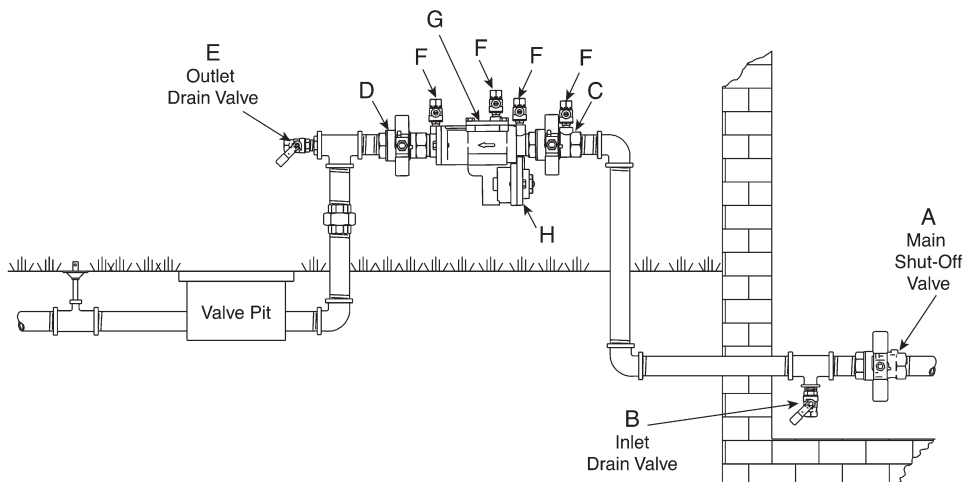 G
E
Outlet
Drain Valve
F
F
F
F
D
C
H
A
Main
Shut-Off
Valve
Valve Pit
B
Inlet
Drain Valve